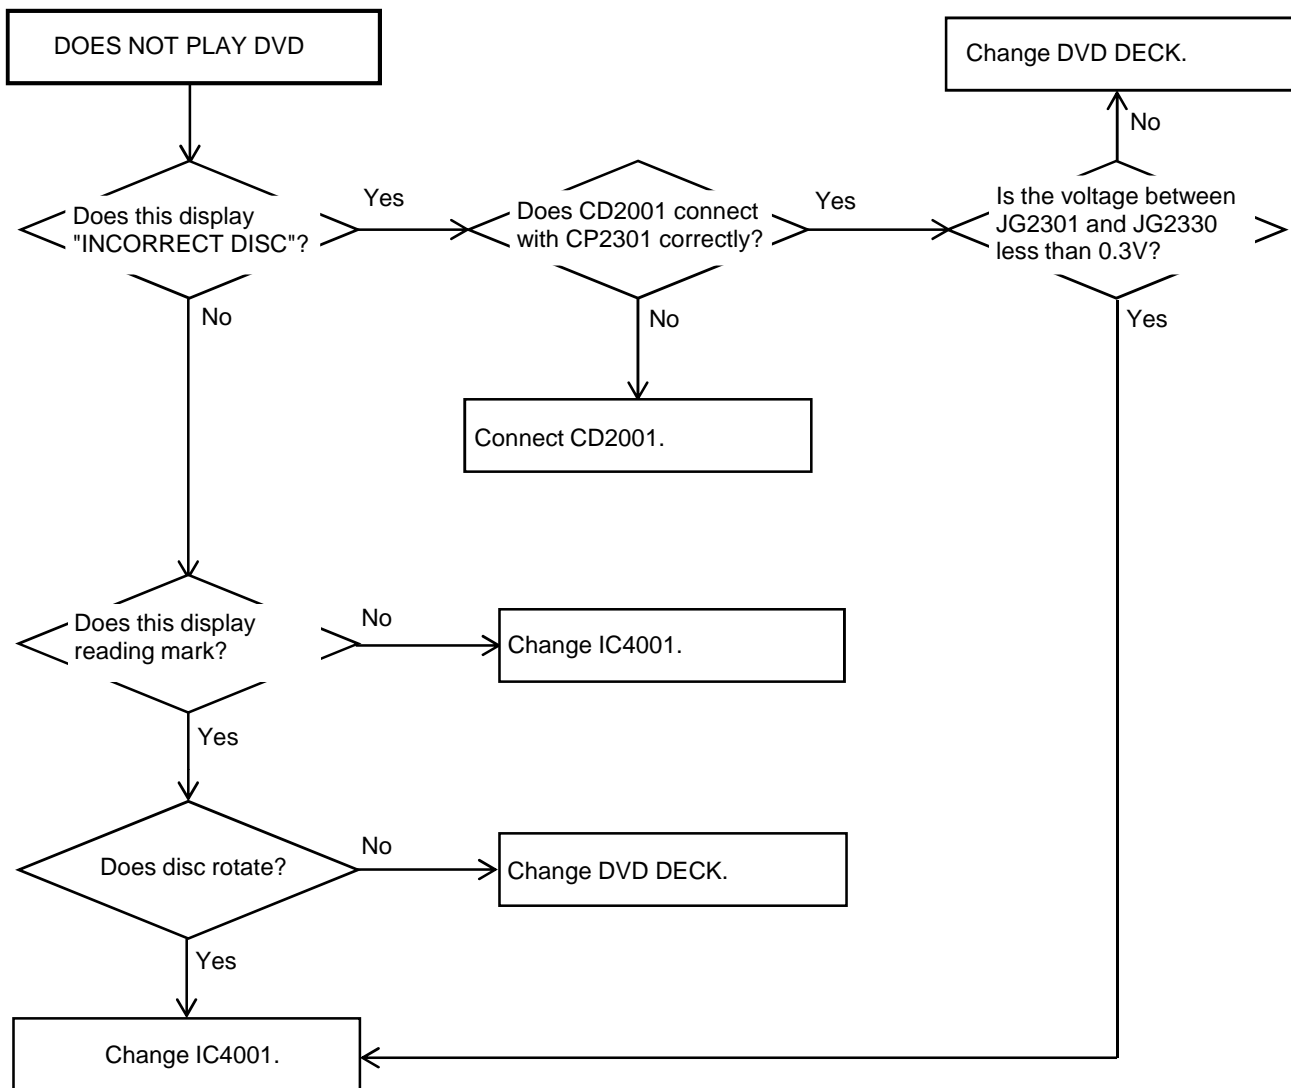 DOES NOT PLAY DVD
Change DVD DECK.
No
Does this display
"INCORRECT DISC"?
Yes
Does CD2001 connect
with CP2301 correctly?
Yes
Is the voltage between
JG2301 and JG2330
less than 0.3V?
No
No
Yes
Connect CD2001.
Does this display
reading mark?
No
Change IC4001.
Yes
Does disc rotate?
No
Change DVD DECK.
Yes
Change IC4001.